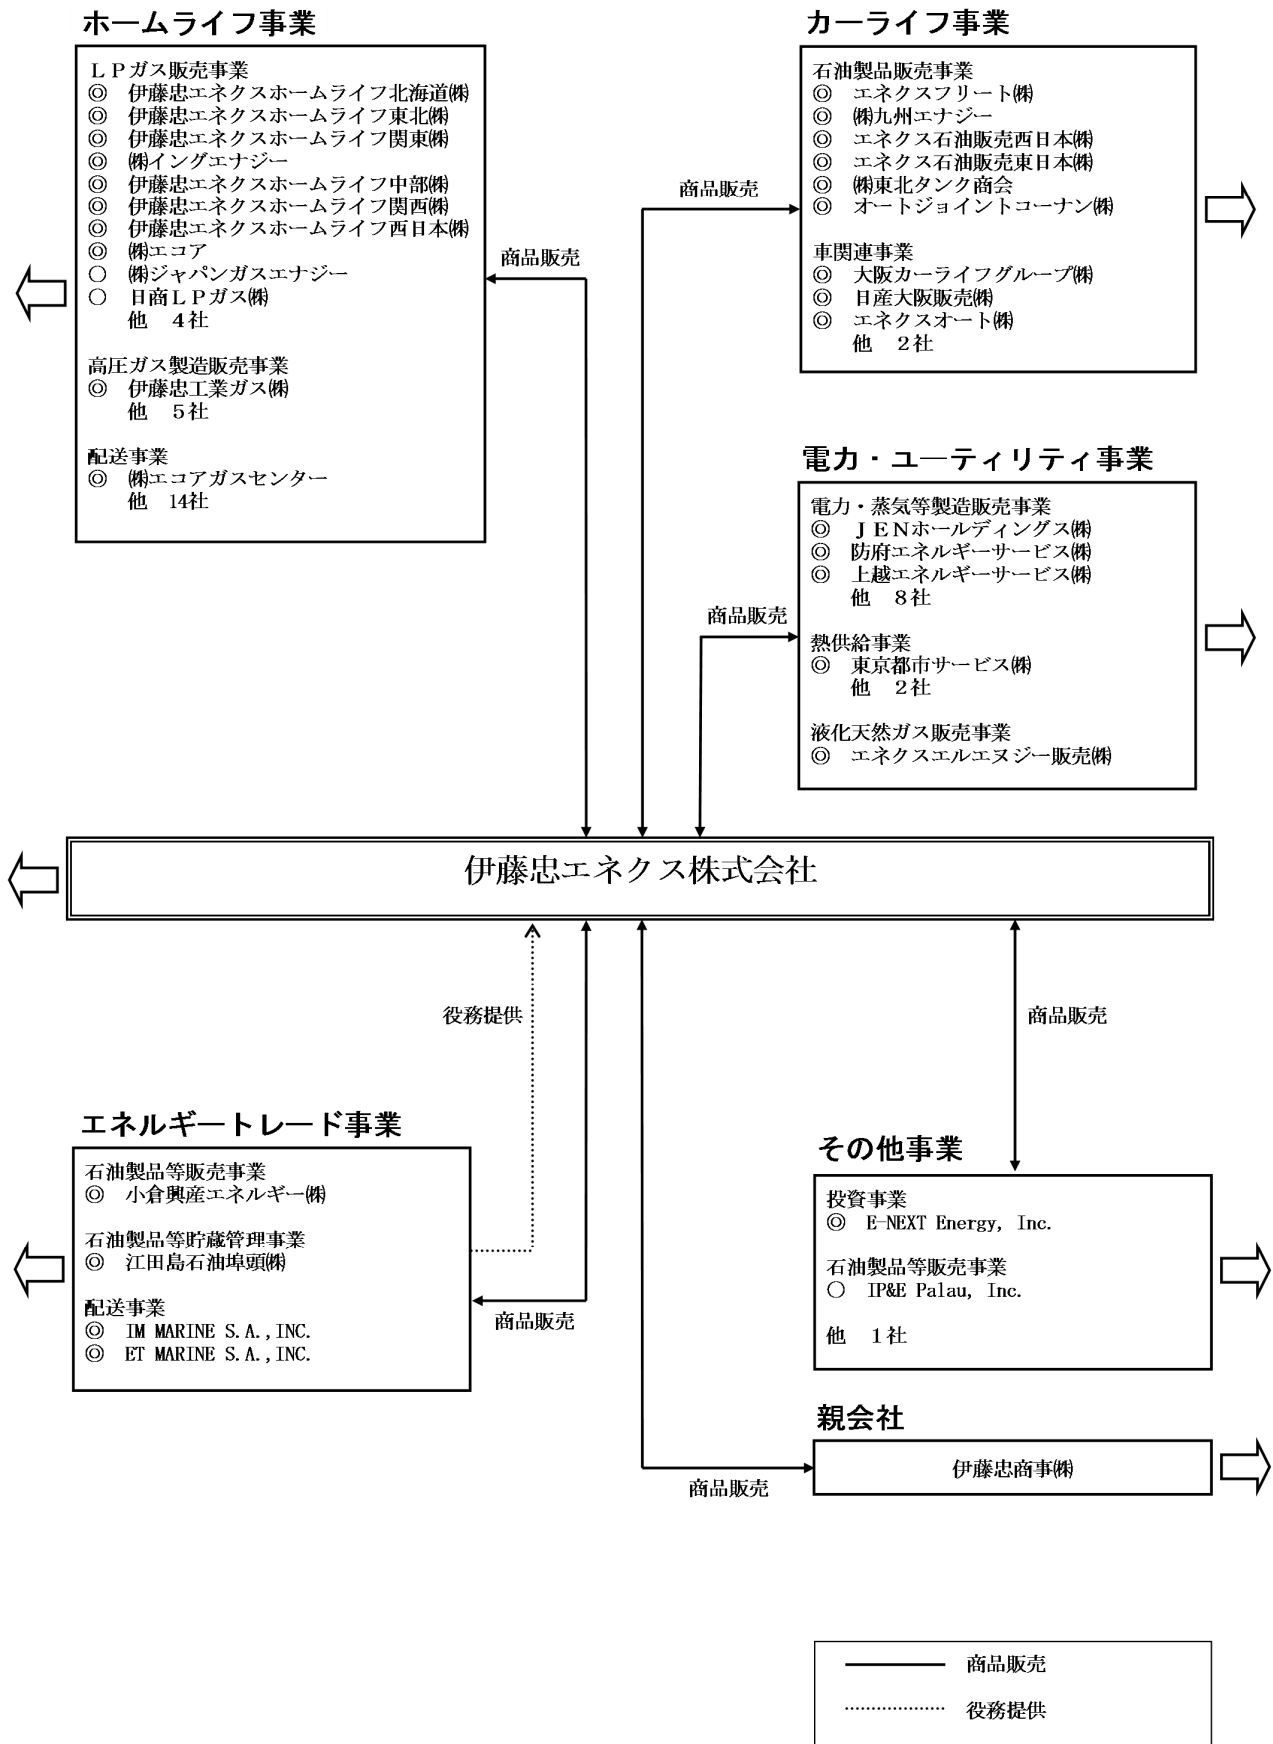 ホームライフ事業
ＬＰガス販売事業
◎ 伊藤忠エネクスホームライフ北海道㈱
◎ 伊藤忠エネクスホームライフ東北㈱
◎ 伊藤忠エネクスホームライフ関東㈱
◎ ㈱イングエナジー
◎ 伊藤忠エネクスホームライフ中部㈱
◎ 伊藤忠エネクスホームライフ関西㈱
◎ 伊藤忠エネクスホームライフ西日本㈱
◎ ㈱エコア
○ ㈱ジャパンガスエナジー
○ 日商ＬＰガス㈱
他 4社
高圧ガス製造販売事業
◎ 伊藤忠工業ガス㈱
他 5社
配送事業
◎ ㈱エコアガスセンター
他 14社
商品販売
カーライフ事業
石油製品販売事業
◎ エネクスフリート㈱
◎ ㈱九州エナジー
◎ エネクス石油販売西日本㈱
◎ エネクス石油販売東日本㈱
◎ ㈱東北タンク商会
◎ オートジョイントコーナン㈱
車関連事業
◎ 大阪カーライフグループ㈱
◎ 日産大阪販売㈱
◎ エネクスオート㈱
他 2社
商品販売
電力・ユーティリティ事業
電力・蒸気等製造販売事業
◎ ＪＥＮホールディングス㈱
◎ 防府エネルギーサービス㈱
◎ 上越エネルギーサービス㈱
他 8社
熱供給事業
◎ 東京都市サービス㈱
他 2社
液化天然ガス販売事業
◎ エネクスエルエヌジー販売㈱
商品販売
伊藤忠エネクス株式会社
役務提供
商品販売
エネルギートレード事業
石油製品等販売事業
◎ 小倉興産エネルギー㈱
石油製品等貯蔵管理事業
◎ 江田島石油埠頭㈱
配送事業
◎ IM MARINE S.A.,INC.
◎ ET MARINE S.A.,INC.
商品販売
その他事業
投資事業
◎ E-NEXT Energy, Inc.
石油製品等販売事業
○ IP&E Palau, Inc.
他 1社
親会社
伊藤忠商事㈱
商品販売
商品販売
役務提供